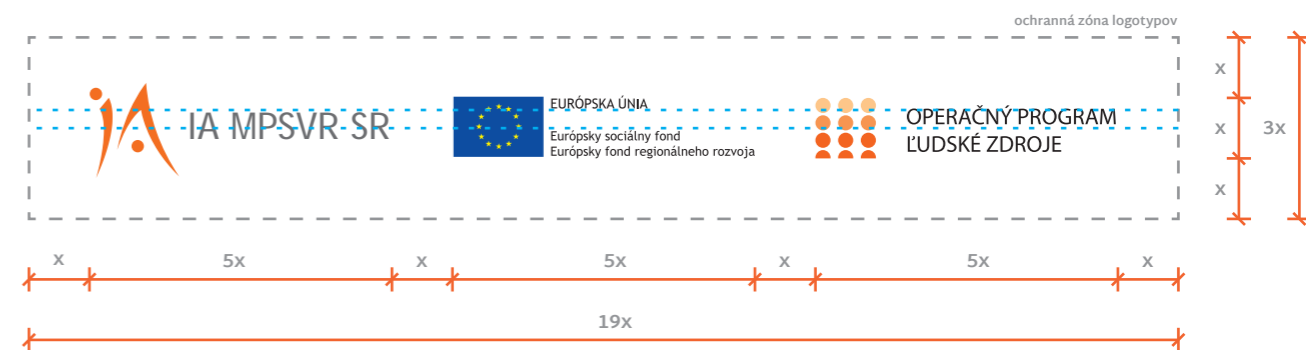 ochranná zóna logotypov
IA MPSVR SR
EURÓPSKA ÚNIA
Európsky sociálny fond
Európsky fond regionálneho rozvoja
OPERAČNÝ PROGRAM
ĽUDSKÉ ZDROJE
x
x
3x
x
x
5x
x
5x
x
5x
x
19x